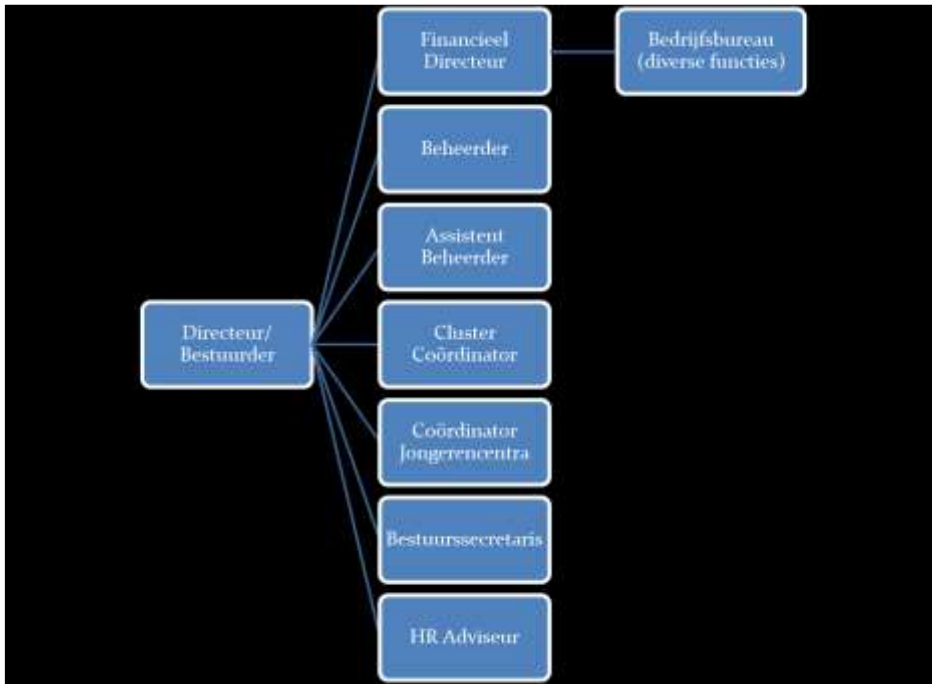 Financieel
Directeur
Bedrijfsbureau
(diverse functies)
Beheerder
Assistent
Beheerder
Directeur/
Bestuurder
Cluster
Coördinator
Coördinator
Jongerencentra
Bestuurssecretaris
HR Adviseur